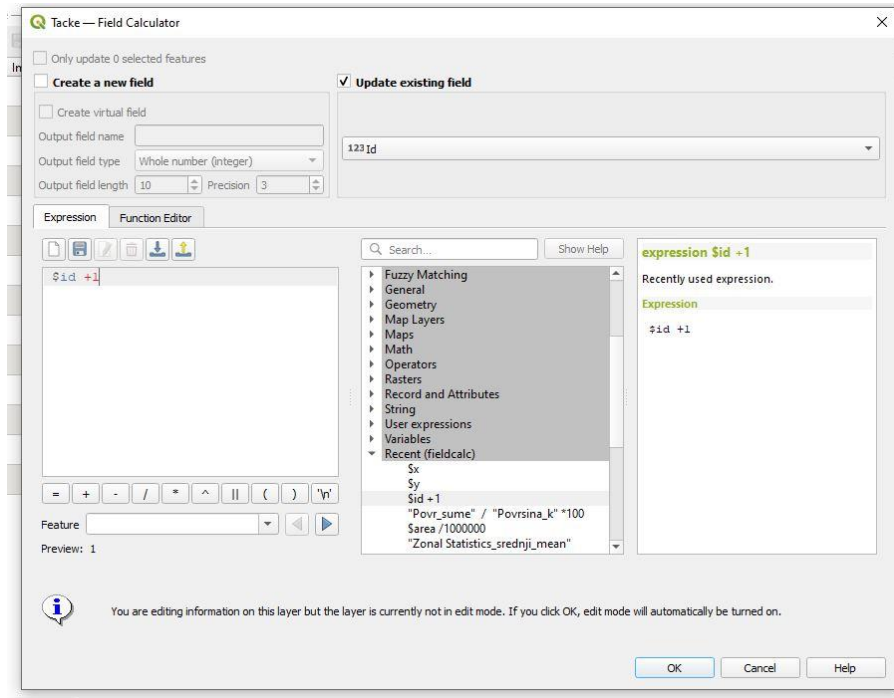 Tacke — Field Calculator
Only update 0 selected features
Create a new field
Update existing field
Create virtual field
Output field name
Output field type Whole number (integer)
Output field length 10 Precision 3
123 Id
Expression Function Editor
Search... Show Help
$id +1
Fuzzy Matching
General
Geometry
Map Layers
Maps
Math
Operators
Rasters
Record and Attributes
String
User expressions
Variables
Recent (fieldcalc)
$x
$y
$id +1
"Povr_sume" / "Povrsina_k" *100
$area /1000000
"Zonal Statistics_srednji_mean"
expression $id +1
Recently used expression.
Expression
$id +1
= + - / * ^ || ( ) '\n'
Feature
Preview: 1
You are editing information on this layer but the layer is currently not in edit mode. If you click OK, edit mode will automatically be turned on.
OK Cancel Help